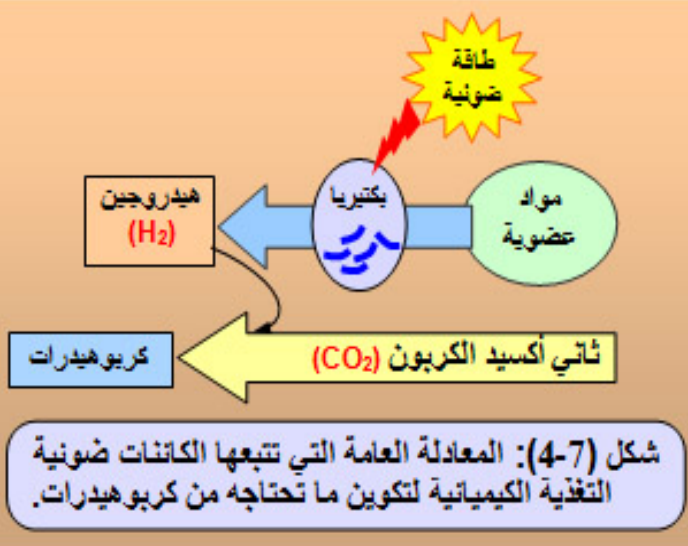 طاقة
ضوئية
مواد
عضوية
بكتيريا
هيدروجين
(H₂)
ثاني أكسيد الكربون (CO₂)
كربوهيدرات
شكل (7-4): المعادلة العامة التي تتبعها الكائنات ضوئية
التغذية الكيميائية لتكوين ما تحتاجه من كربوهيدرات.